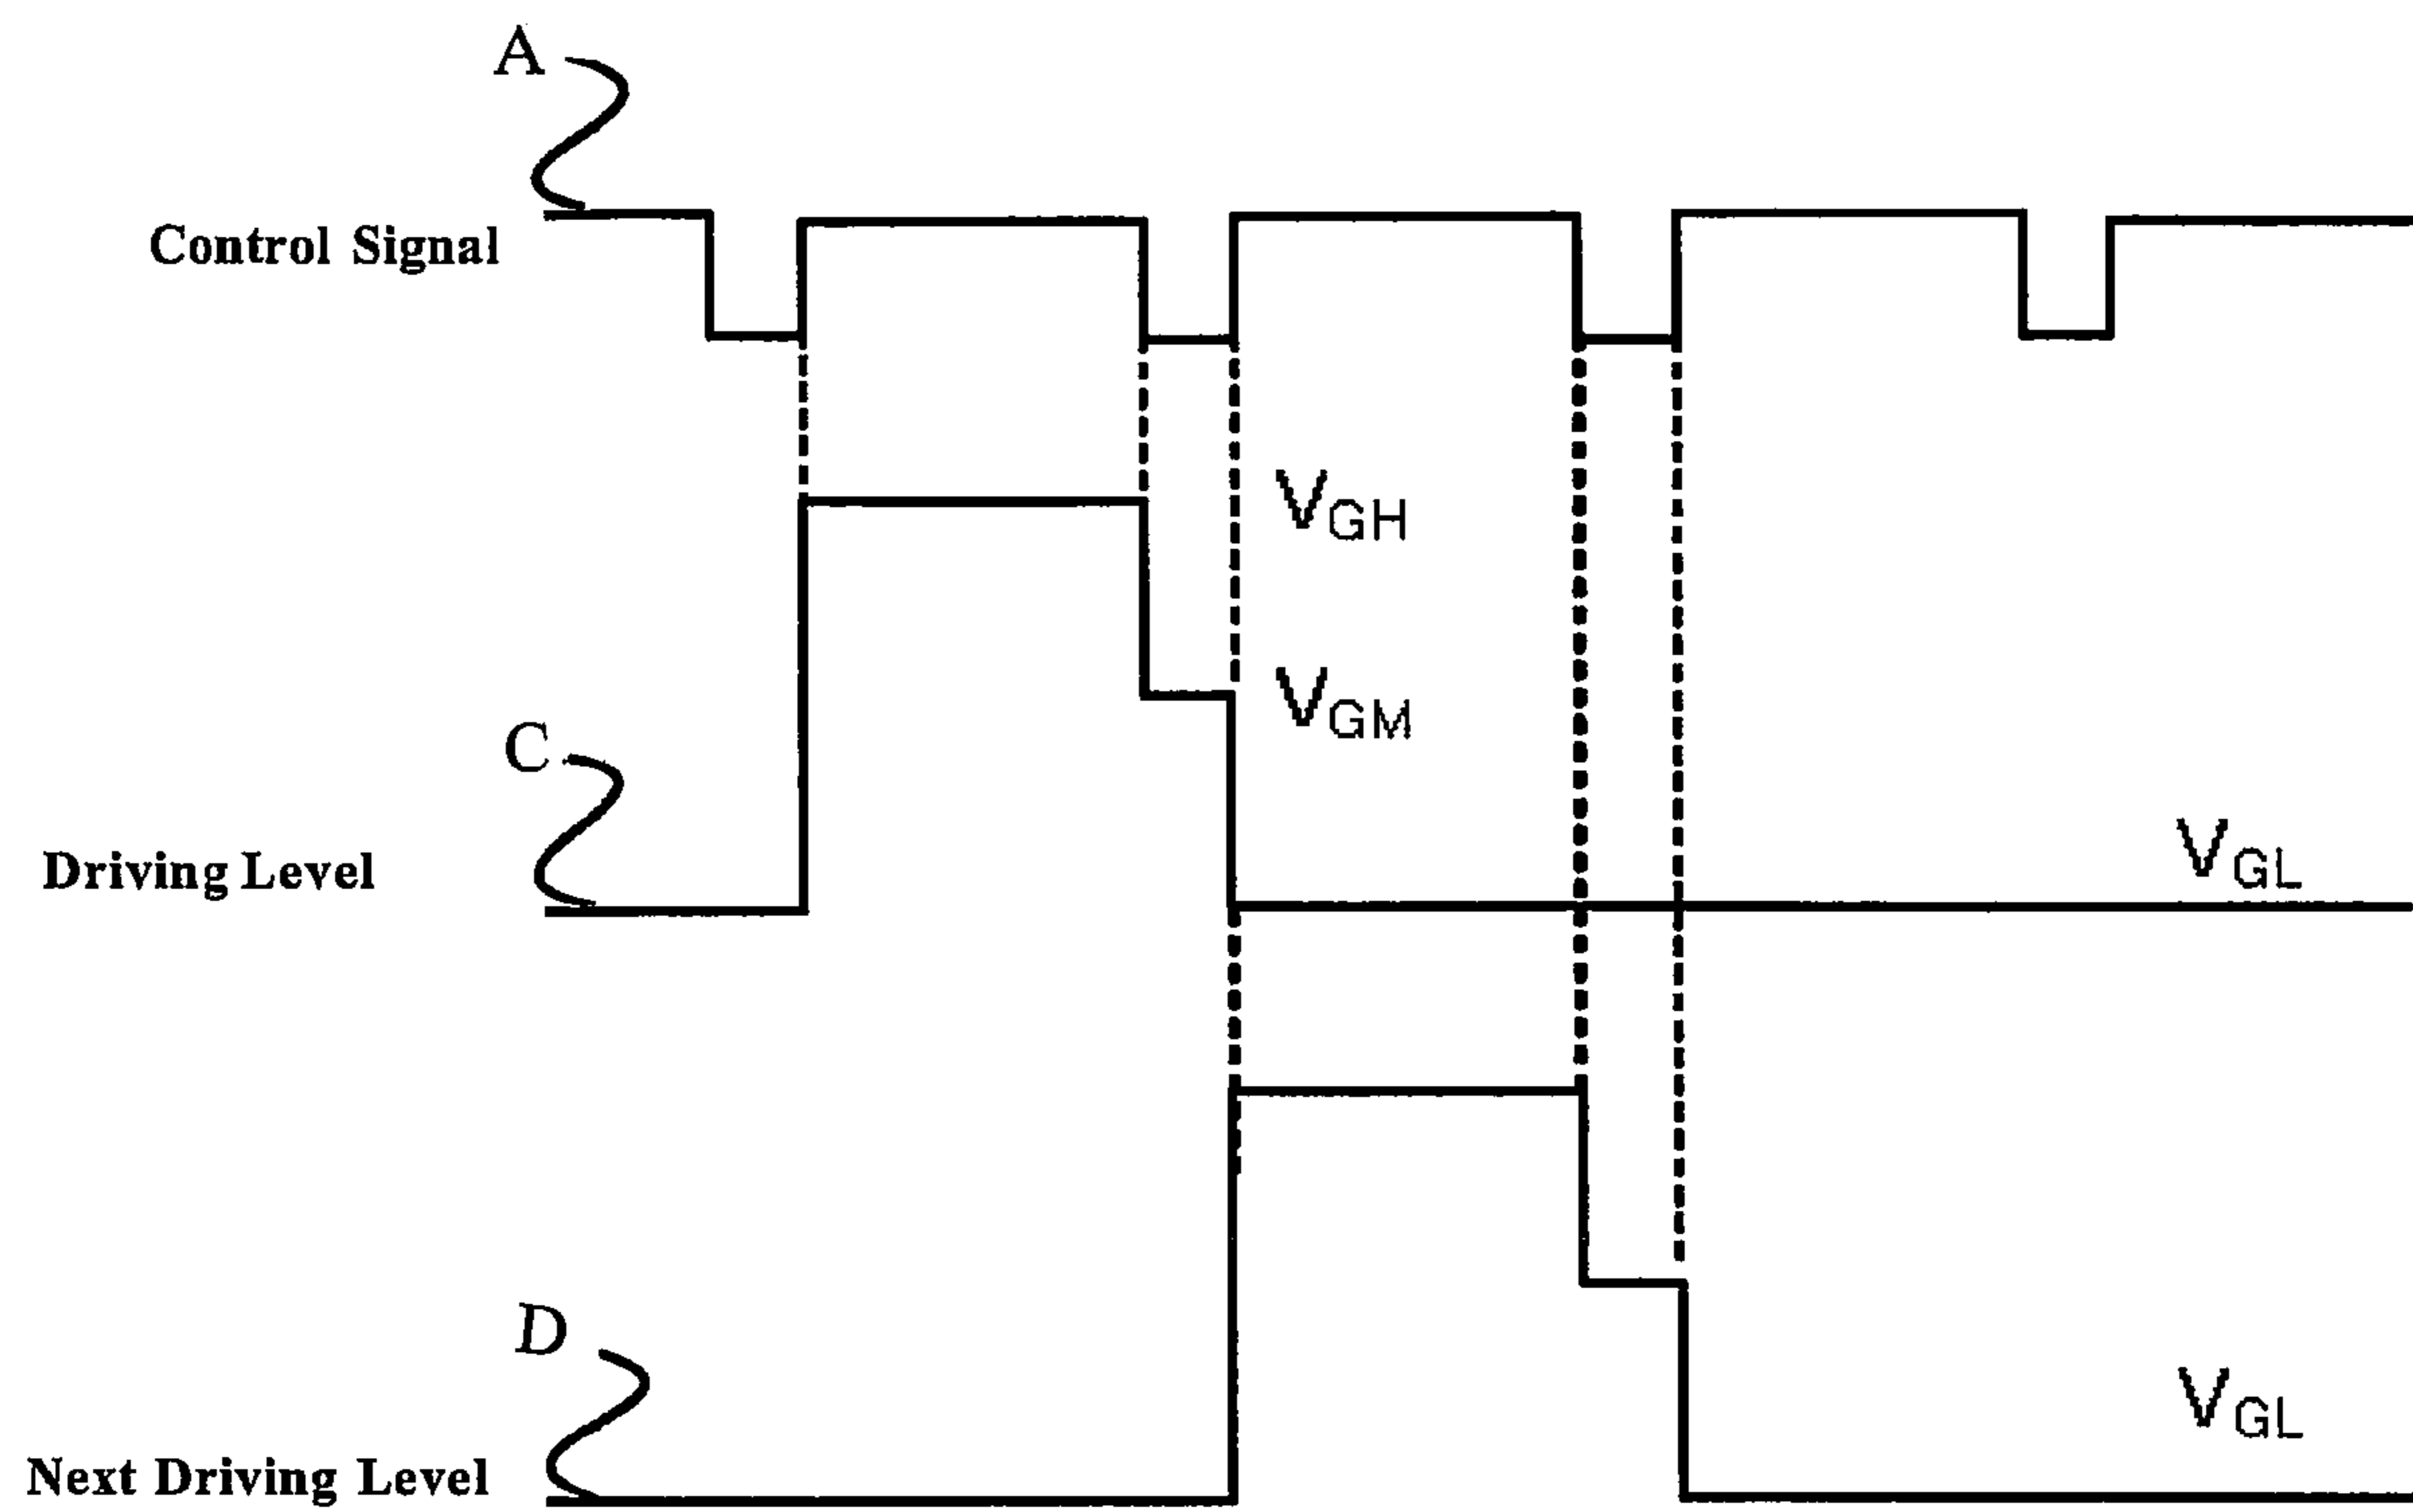 A
Control Signal
VGH
VGM
C
Driving Level
VGL
D
VGL
Next Driving Level